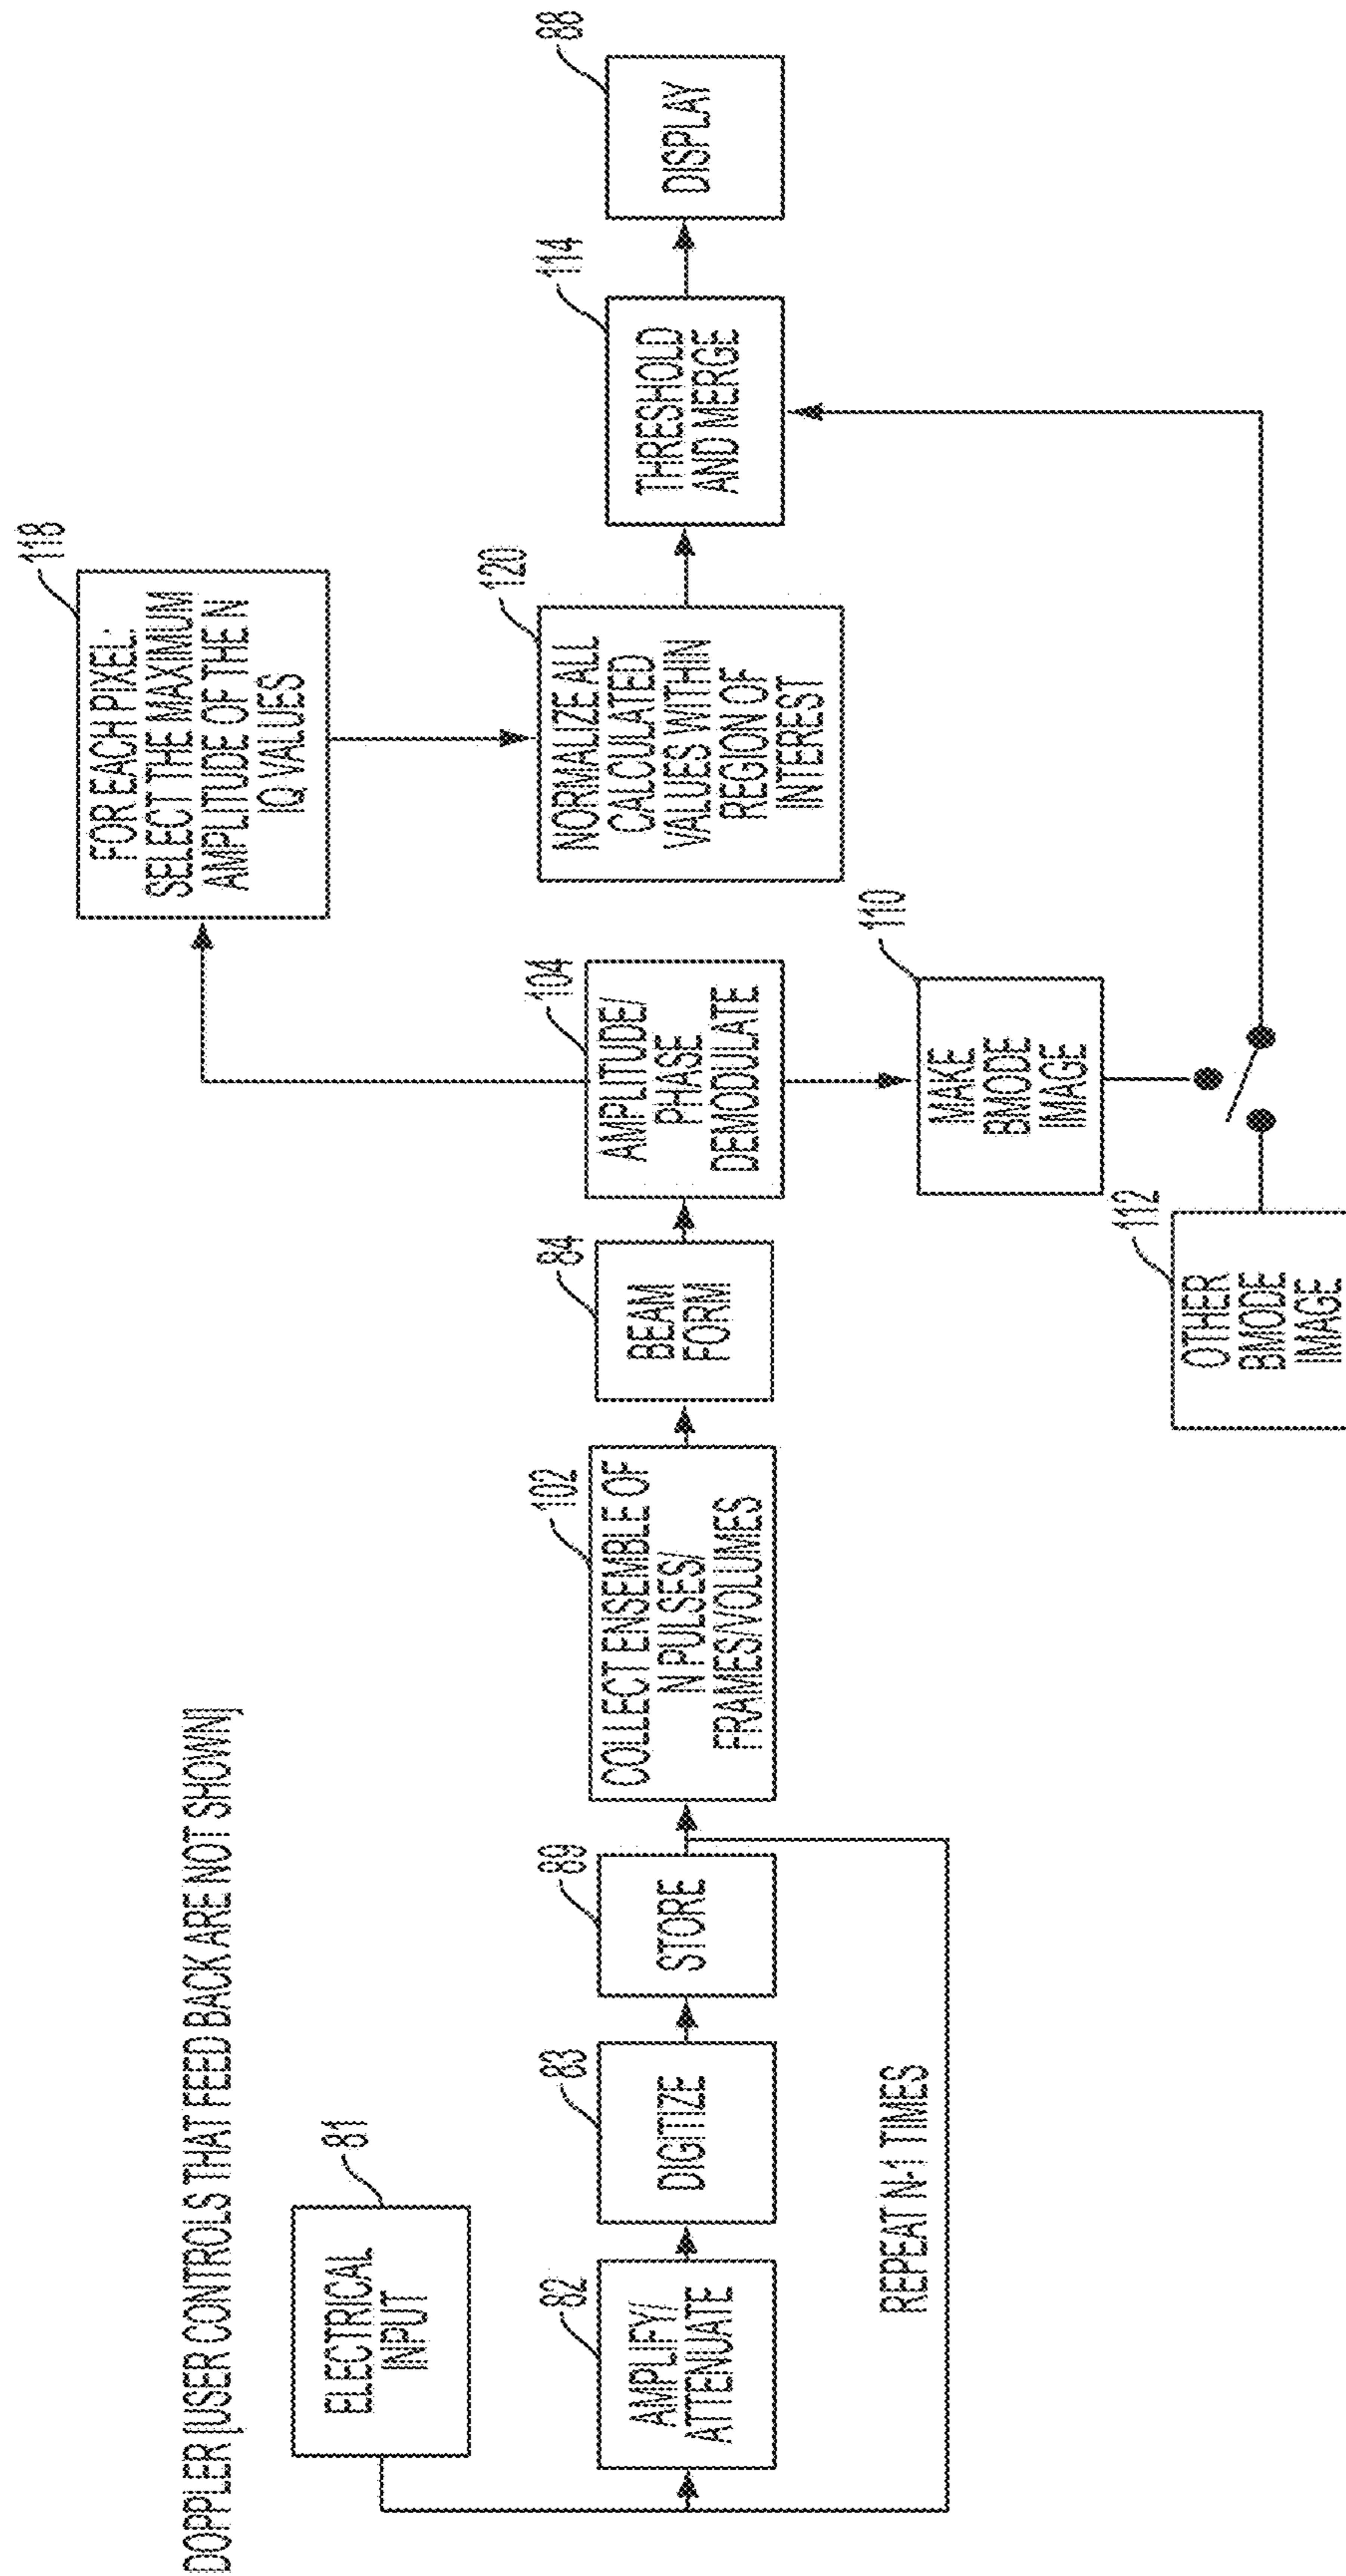 DOPPLER [USER CONTROLS THAT FEED BACK ARE NOT SHOWN]
81
ELECTRICAL
INPUT
82
AMPLIFY/
ATTENUATE
83
DIGITIZE
89
STORE
REPEAT N-1 TIMES
102
COLLECT ENSEMBLE OF
N PULSES/
FRAMES/VOLUMES
84
BEAM
FORM
104
AMPLITUDE/
PHASE
DEMODULATE
110
MAKE
BMODE
IMAGE
112
OTHER
BMODE
IMAGE
118
FOR EACH PIXEL:
SELECT THE MAXIMUM
AMPLITUDE OF THE N
IQ VALUES
120
NORMALIZE ALL
CALCULATED
VALUES WITHIN
REGION OF
INTEREST
114
THRESHOLD
AND MERGE
88
DISPLAY